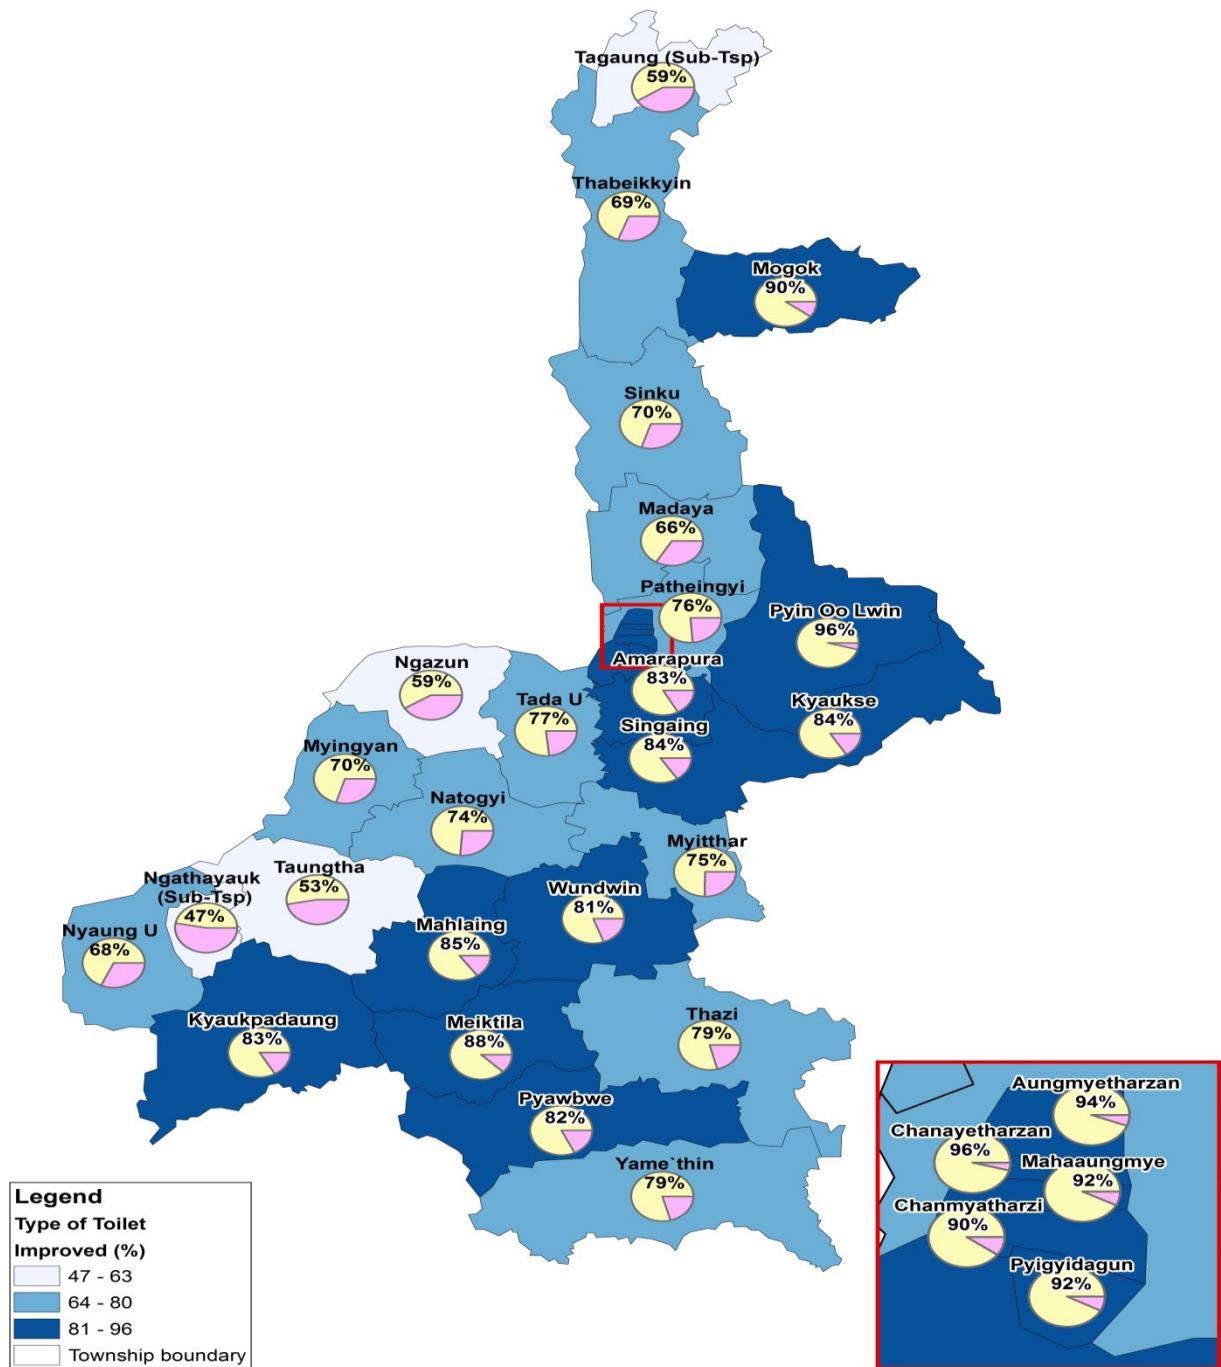 Tagaung (Sub-Tsp)
59%
Thabeikkyin
69%
Mogok
90%
Sinku
70%
Madaya
66%
Patheingyi
76%
Pyin Oo Lwin
96%
Amarapura
83%
Ngazun
59%
Tada U
77%
Kyaukse
84%
Singaing
84%
Myingyan
70%
Natogyi
74%
Myitthar
75%
Taungtha
53%
Ngathayauk
(Sub-Tsp)
47%
Wundwin
81%
Nyaung U
68%
Mahlaing
85%
Kyaukpadaung
83%
Meiktila
88%
Thazi
79%
Pyawbwe
82%
Yame`thin
79%
Aungmyetharzan
94%
Chanayetharzan
96%
Mahaaungmye
92%
Chanmyatharzi
90%
Pyigyidagun
92%
Legend
Type of Toilet
Improved (%)
47 - 63
64 - 80
81 - 96
Township boundary